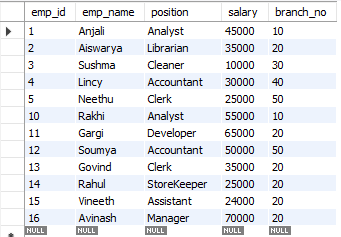 emp_id emp_name position salary branch_no
1 Anjali Analyst 45000 10
2 Aiswarya Librarian 35000 20
3 Sushma Cleaner 10000 30
4 Lincy Accountant 30000 40
5 Neethu Clerk 25000 50
10 Rakhi Analyst 55000 10
11 Gargi Developer 65000 20
12 Soumya Accountant 50000 50
13 Govind Clerk 35000 20
14 Rahul StoreKeeper 25000 20
15 Vineeth Assistant 24000 20
16 Avinash Manager 70000 20
NULL NULL NULL NULL NULL